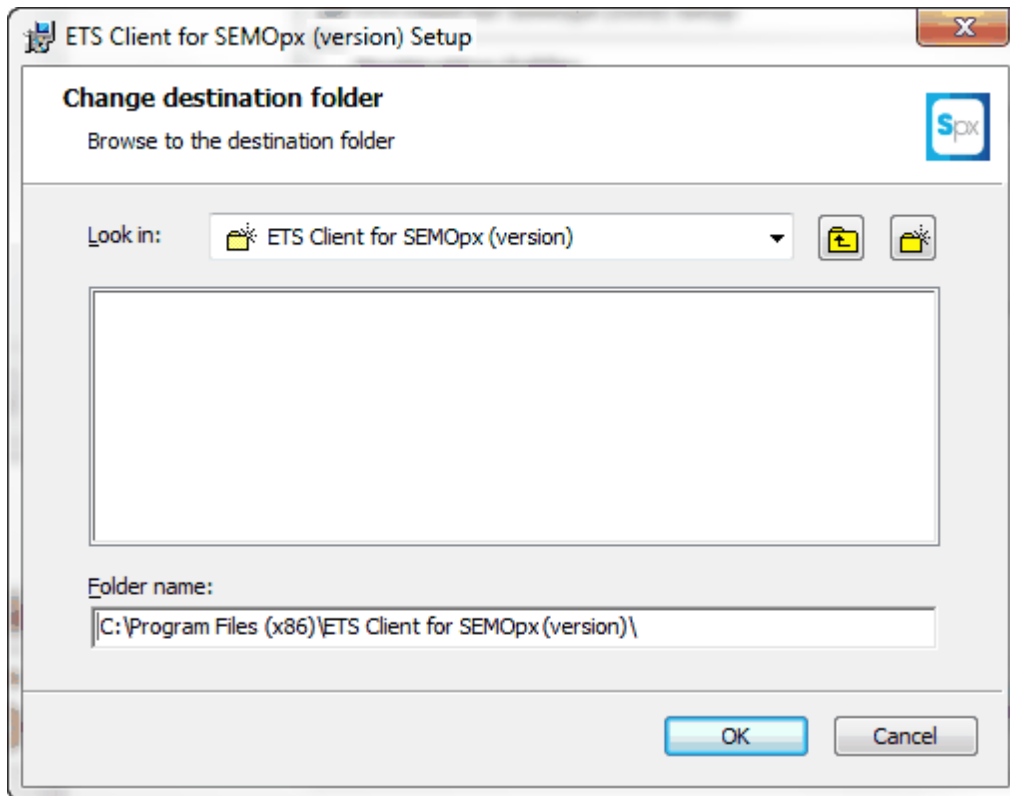 ETS Client for SEMOpx (version) Setup
Change destination folder
Browse to the destination folder
Spx
Look in:
ETS Client for SEMOpx (version)
Folder name:
C:\Program Files (x86)\ETS Client for SEMOpx (version)\
OK
Cancel